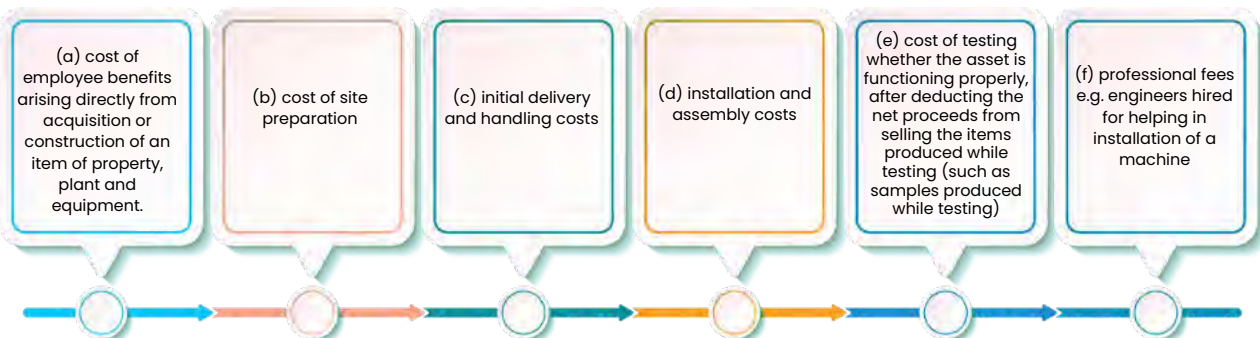 (a) cost of
employee benefits
arising directly from
acquisition or
construction of an
item of property,
plant and
equipment.
(b) cost of site
preparation
(c) initial delivery
and handling costs
(d) installation and
assembly costs
(e) cost of testing
whether the asset is
functioning properly,
after deducting the
net proceeds from
selling the items
produced while
testing (such as
samples produced
while testing)
(f) professional fees
e.g. engineers hired
for helping in
installation of a
machine